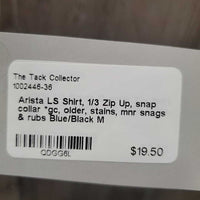 The Tack Collector
1002446-36
Arista LS Shirt, 1/3 Zip Up, snap
collar *gc, older, stains, mnr snags
& rubs Blue/Black M
QDGG6L
$19.50